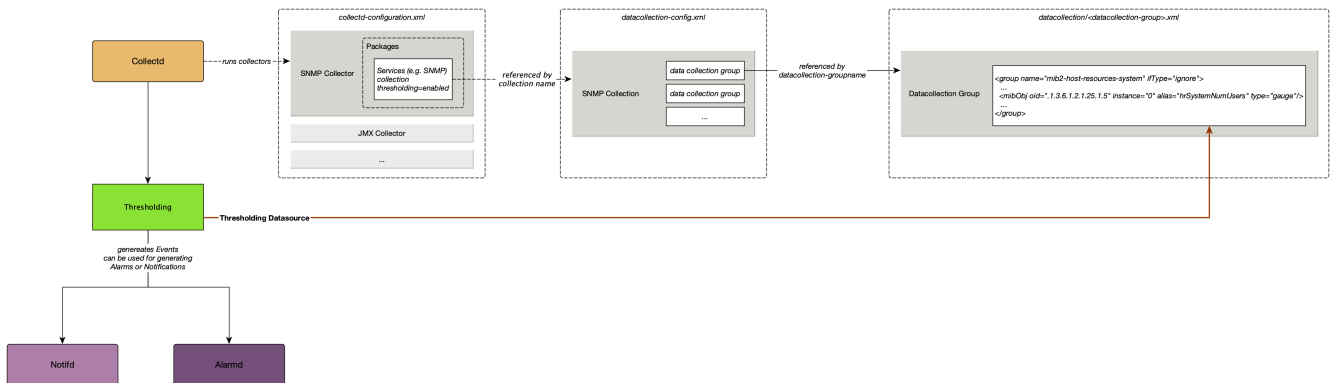 collectd-configuration.xml
datacollection-config.xml
datacollection/<datacollection-group>.xml
Collectd
runs collectors
SNMP Collector
Packages
Services (e.g. SNMP)
collection
thresholding=enabled
JMX Collector
...
referenced by
collection name
SNMP Collection
data collection group
data collection group
...
referenced by
datacollection-groupname
Datacollection Group
<group name="mib2-host-resources-system" ifType="ignore">
...
<mibObj oid=".1.3.6.1.2.1.25.1.5" instance="0" alias="hrSystemNumUsers" type="gauge"/>
...
</group>
Thresholding
Thresholding Datasource
genereates Events
can be used for generating
Alarms or Notifications
Notifd
Alarmd